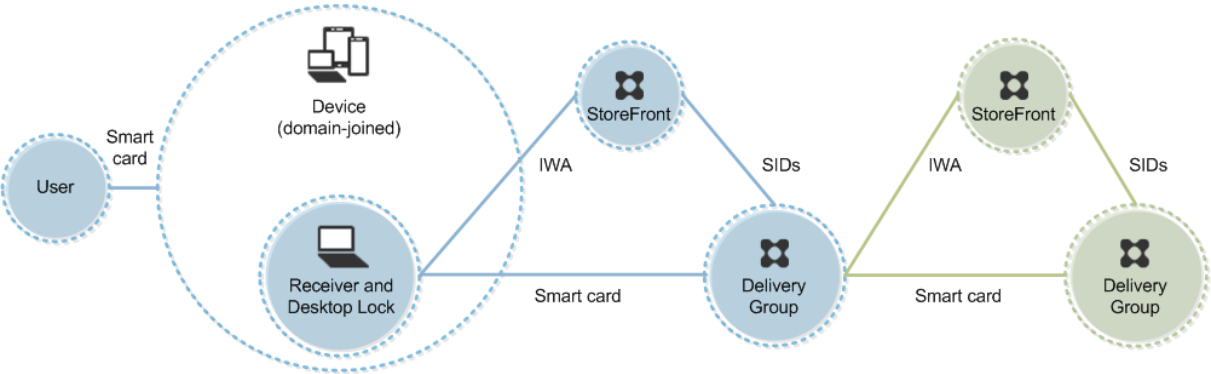 User
Smart
card
Device
(domain-joined)
Receiver and
Desktop Lock
IWA
StoreFront
SIDs
Smart card
Delivery
Group
IWA
StoreFront
SIDs
Smart card
Delivery
Group